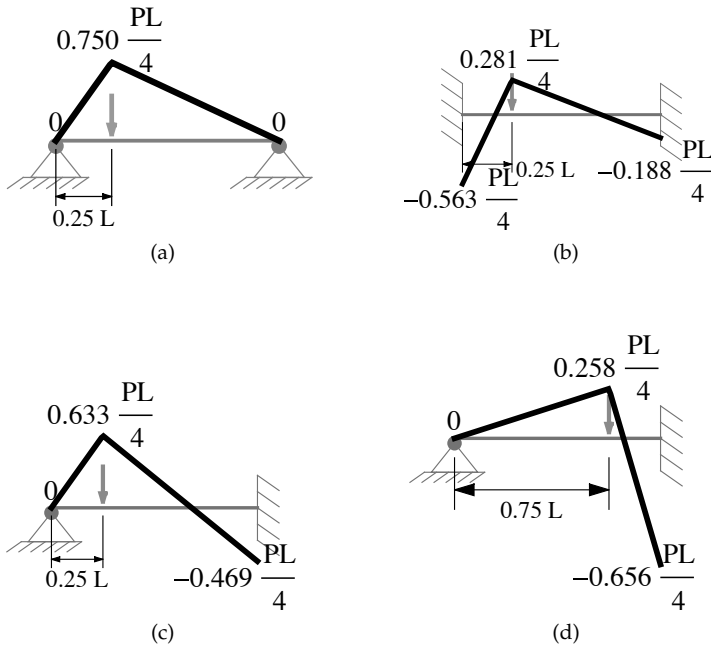 0.750 PL/4
0
0
0.25 L
(a)
0.281 PL/4
0.25 L
−0.188 PL/4
−0.563 PL/4
(b)
0.633 PL/4
0
0.25 L
−0.469 PL/4
(c)
0.258 PL/4
0
0.75 L
−0.656 PL/4
(d)